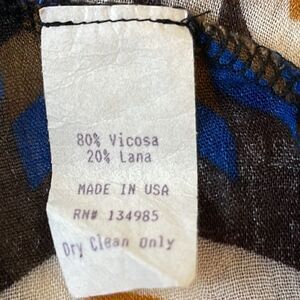 80% Vicosa
20% Lana
MADE IN USA
RN# 134985
Dry Clean Only